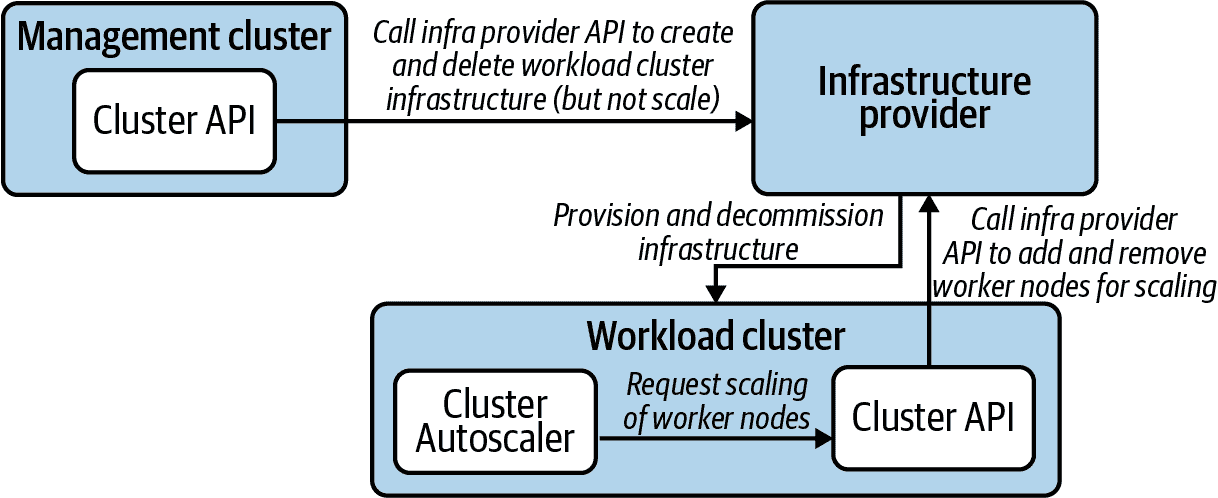 Management cluster
Cluster API
Call infra provider API to create
and delete workload cluster
infrastructure (but not scale)
Infrastructure
provider
Provision and decommission
infrastructure
Call infra provider
API to add and remove
worker nodes for scaling
Workload cluster
Cluster
Autoscaler
Request scaling
of worker nodes
Cluster API